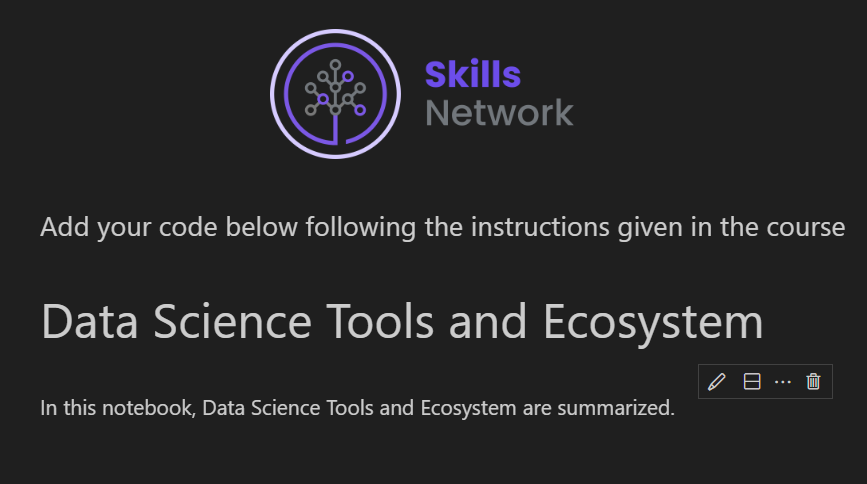 Skills
Network
Add your code below following the instructions given in the course
Data Science Tools and Ecosystem
In this notebook, Data Science Tools and Ecosystem are summarized.